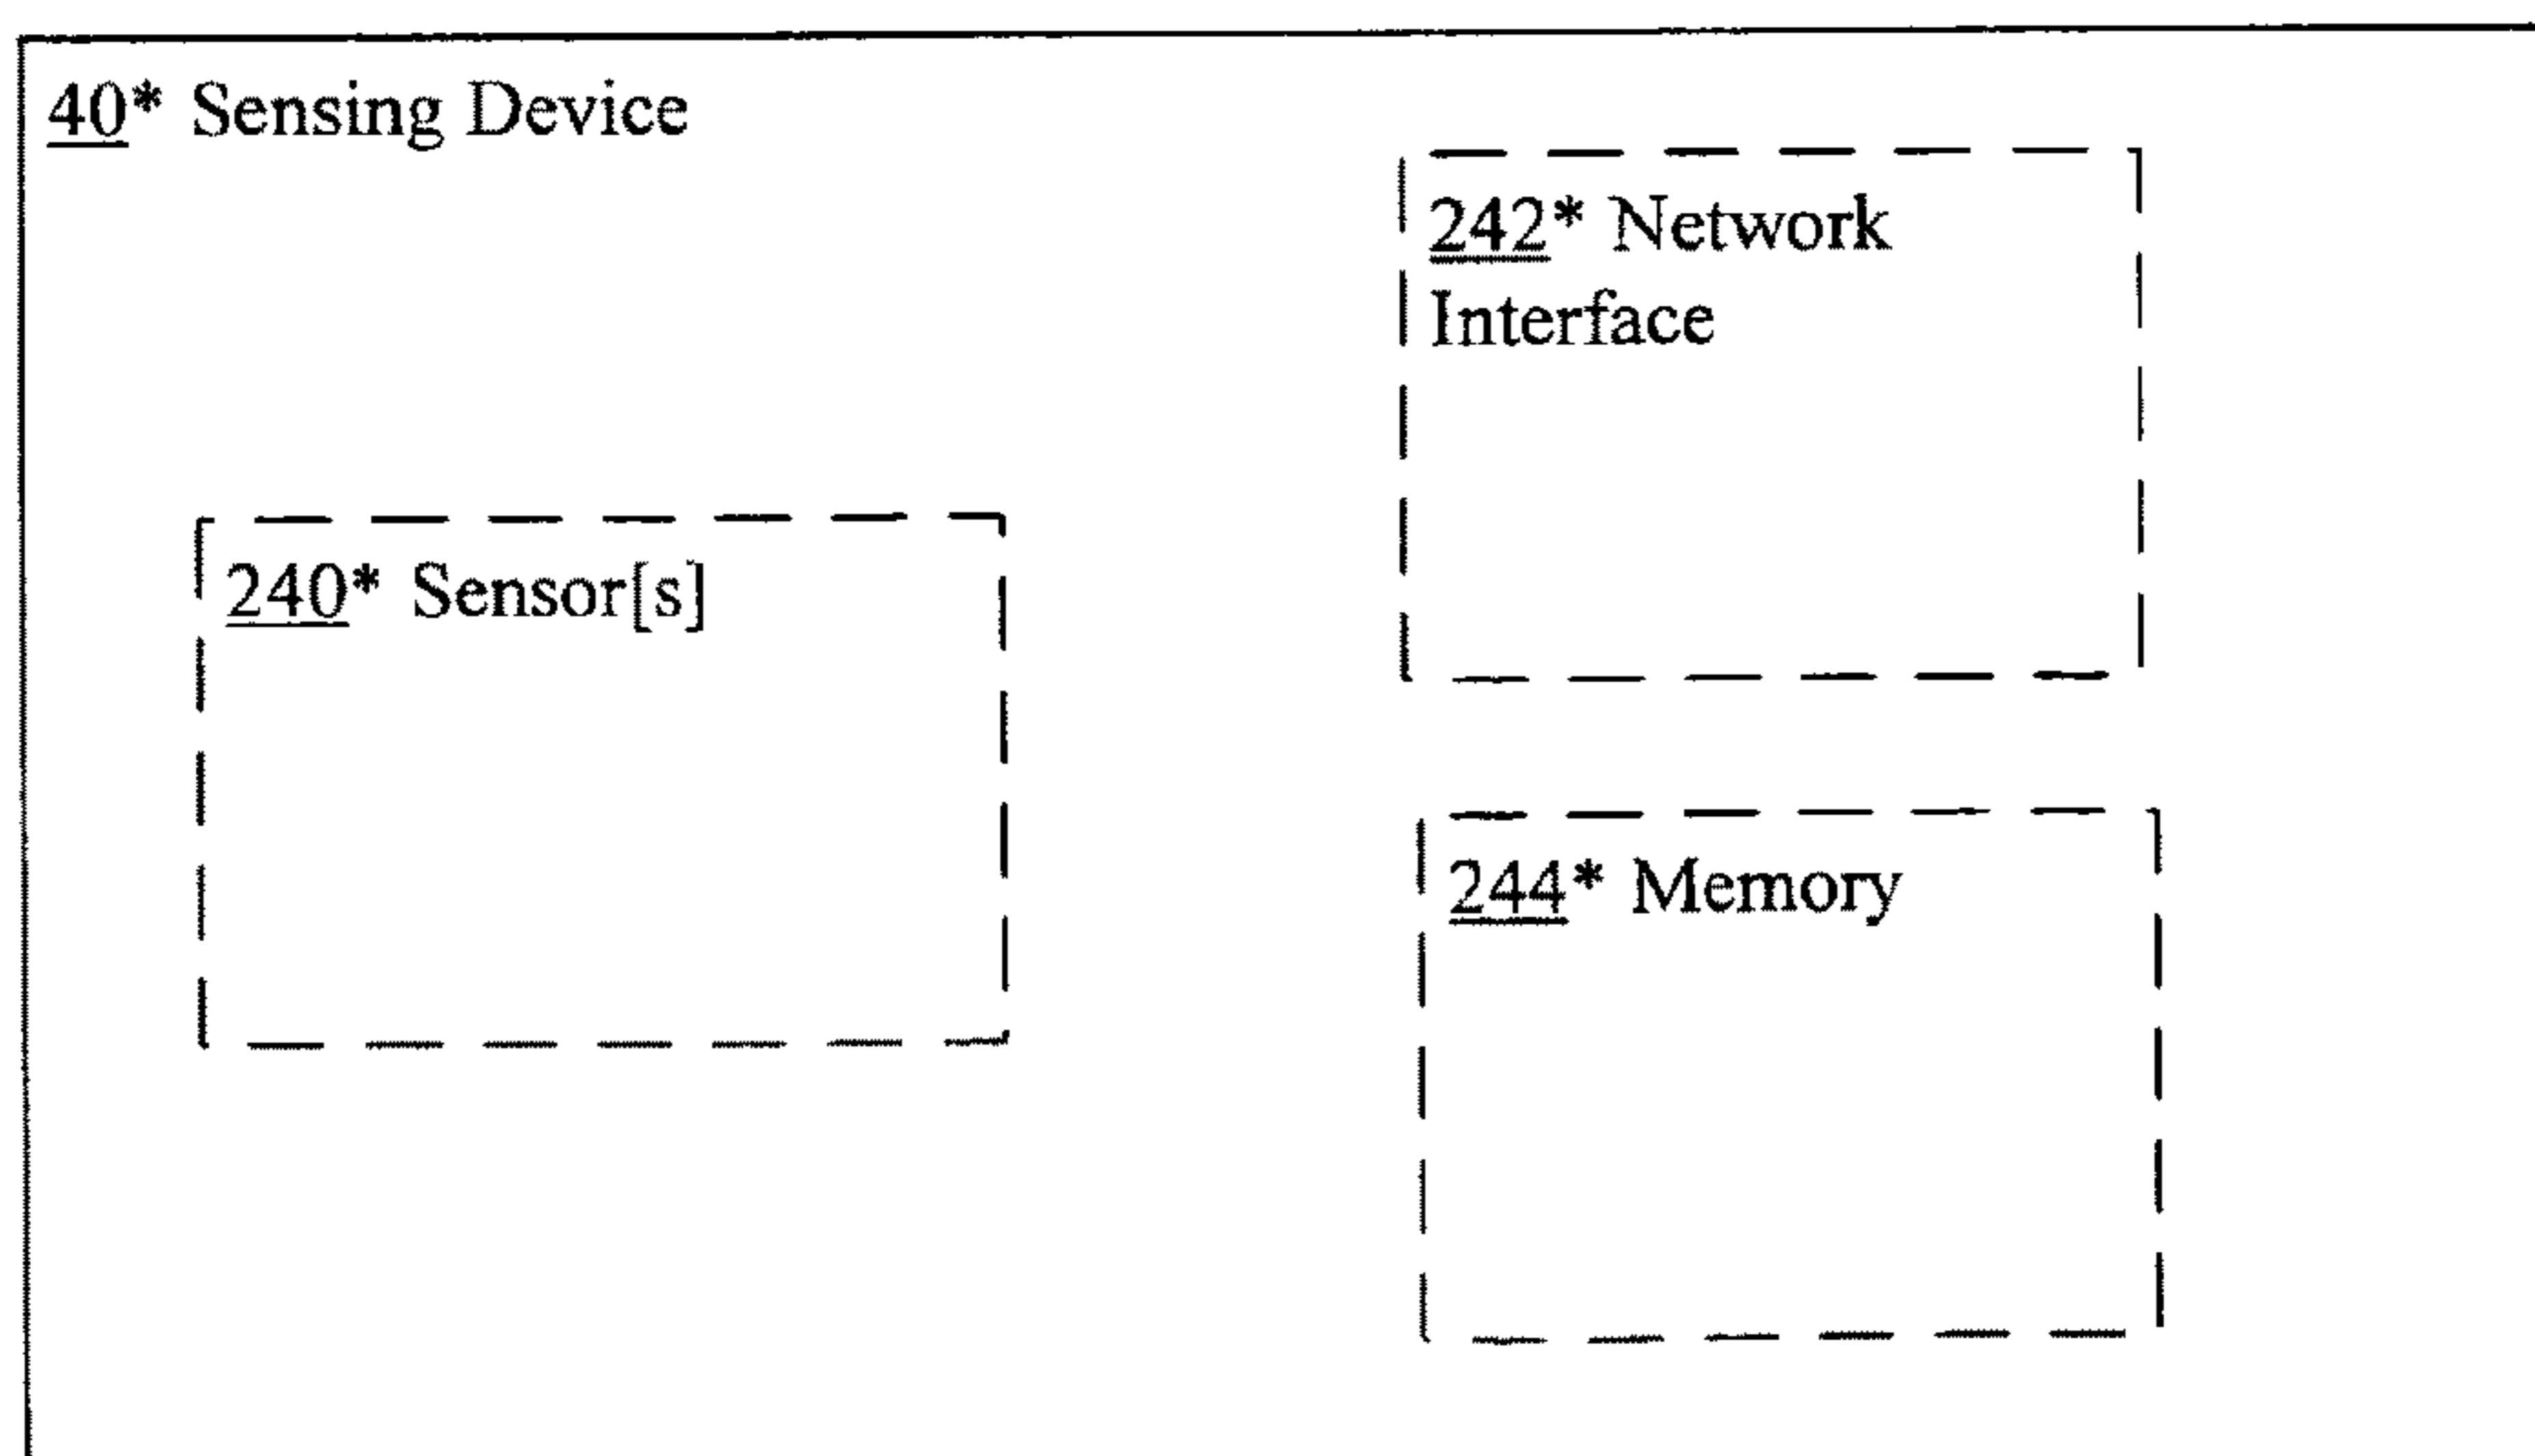 40* Sensing Device
242* Network
Interface
240* Sensor[s]
244* Memory